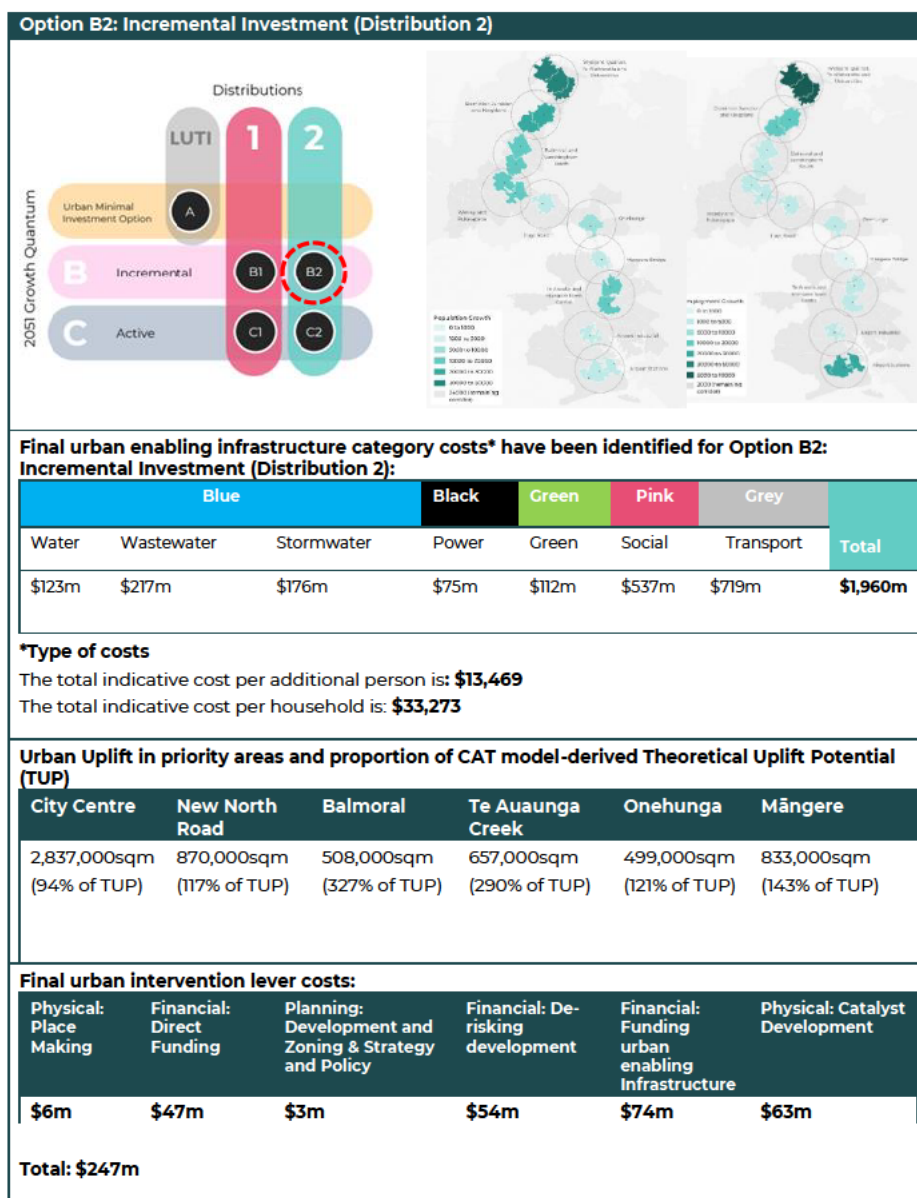 Option B2: Incremental Investment (Distribution 2)
Distributions
LUTI 1 2
2051 Growth Quantum
Urban Minimal
Investment Option
A
B Incremental B1 B2
C Active C1 C2
Population Growth
Onehunga
Final urban enabling infrastructure category costs* have been identified for Option B2:
Incremental Investment (Distribution 2):
Blue Black Green Pink Grey
Water Wastewater Stormwater Power Green Social Transport Total
$123m $217m $176m $75m $112m $537m $719m $1,960m
*Type of costs
The total indicative cost per additional person is: $13,469
The total indicative cost per household is: $33,273
Urban Uplift in priority areas and proportion of CAT model-derived Theoretical Uplift Potential
(TUP)
City Centre New North Road Balmoral Te Auaunga Creek Onehunga Māngere
2,837,000sqm 870,000sqm 508,000sqm 657,000sqm 499,000sqm 833,000sqm
(94% of TUP) (117% of TUP) (327% of TUP) (290% of TUP) (121% of TUP) (143% of TUP)
Final urban intervention lever costs:
Physical: Place Making
Financial: Direct Funding
Planning: Development and Zoning & Strategy and Policy
Financial: De-risking development
Financial: Funding urban enabling Infrastructure
Physical: Catalyst Development
$6m $47m $3m $54m $74m $63m
Total: $247m